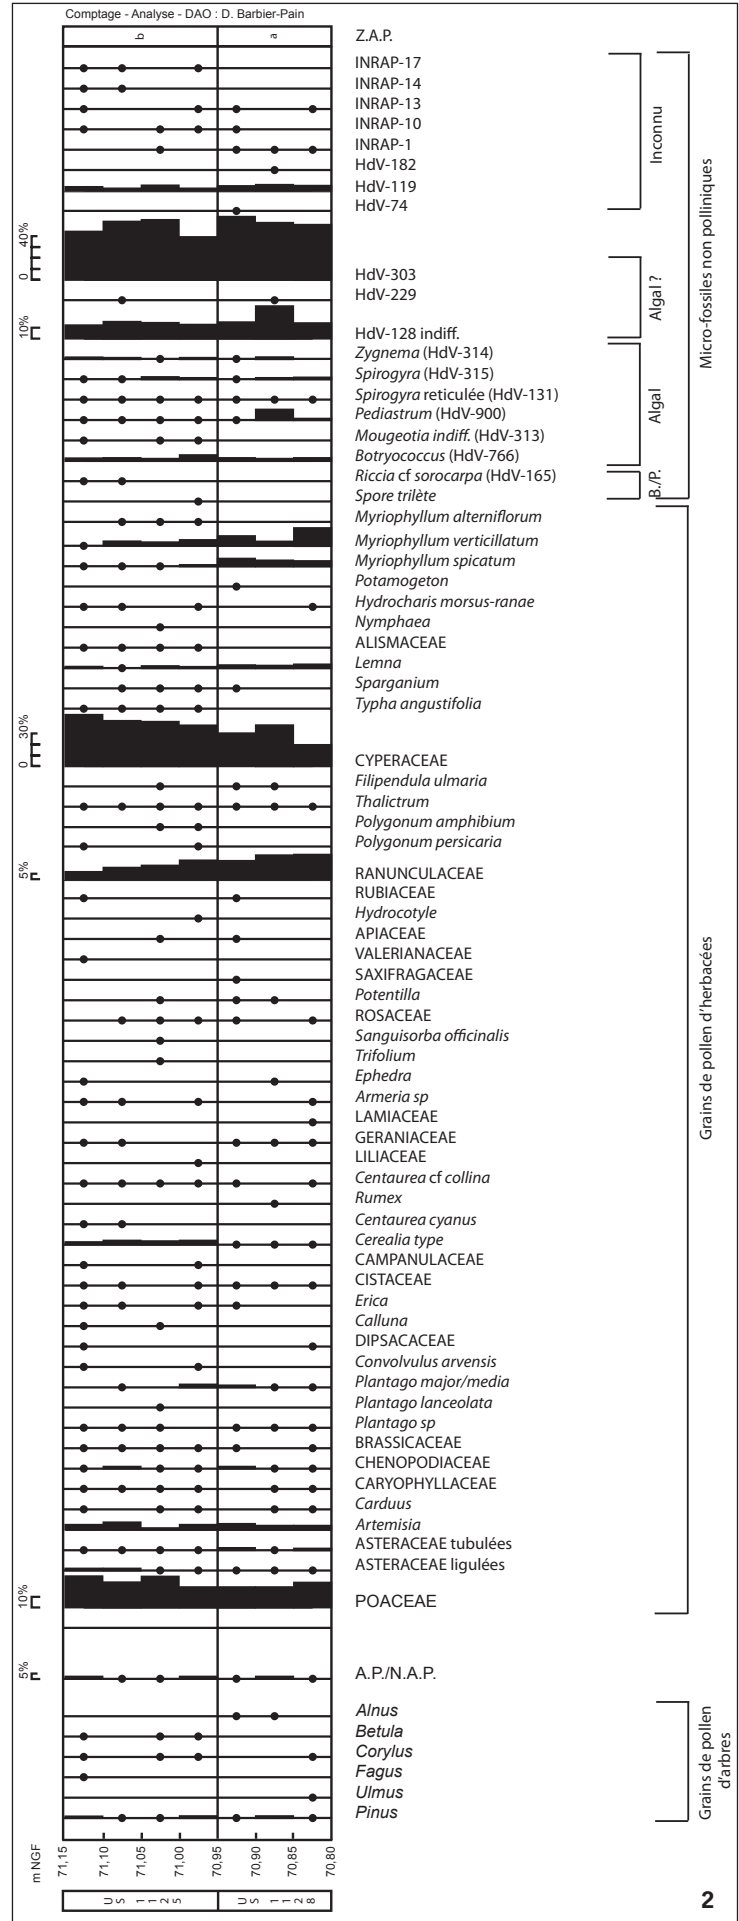 Comptage - Analyse - DAO : D. Barbier-Pain
b
a
Z.A.P.
INRAP-17
INRAP-14
INRAP-13
INRAP-10
INRAP-1
HdV-182
HdV-119
HdV-74
Inconnu
0 40%
HdV-303
HdV-229
10%
HdV-128 indiff.
Algal ?
Zygnema (HdV-314)
Spirogyra (HdV-315)
Spirogyra reticulée (HdV-131)
Pediastrum (HdV-900)
Mougeotia indiff. (HdV-313)
Botryococcus (HdV-766)
Algal
Riccia cf sorocarpa (HdV-165)
Spore trilète
B./P.
Micro-fossiles non polliniques
Myriophyllum alterniflorum
Myriophyllum verticillatum
Myriophyllum spicatum
Potamogeton
Hydrocharis morsus-ranae
Nymphaea
ALISMACEAE
Lemna
Sparganium
Typha angustifolia
0 30%
CYPERACEAE
Filipendula ulmaria
Thalictrum
Polygonum amphibium
Polygonum persicaria
5%
RANUNCULACEAE
RUBIACEAE
Hydrocotyle
APIACEAE
VALERIANACEAE
SAXIFRAGACEAE
Potentilla
ROSACEAE
Sanguisorba officinalis
Trifolium
Ephedra
Armeria sp
LAMIACEAE
GERANIACEAE
LILIACEAE
Centaurea cf collina
Rumex
Centaurea cyanus
Cerealia type
CAMPANULACEAE
CISTACEAE
Erica
Calluna
DIPSACACEAE
Convolvulus arvensis
Plantago major/media
Plantago lanceolata
Plantago sp
BRASSICACEAE
CHENOPODIACEAE
CARYOPHYLLACEAE
Carduus
Artemisia
ASTERACEAE tubulées
ASTERACEAE ligulées
10%
POACEAE
Grains de pollen d'herbacées
5%
A.P./N.A.P.
Alnus
Betula
Corylus
Fagus
Ulmus
Pinus
Grains de pollen
d'arbres
m NGF
71,15
71,10
71,05
71,00
70,95
70,90
70,85
70,80
US 1125
US 1128
2